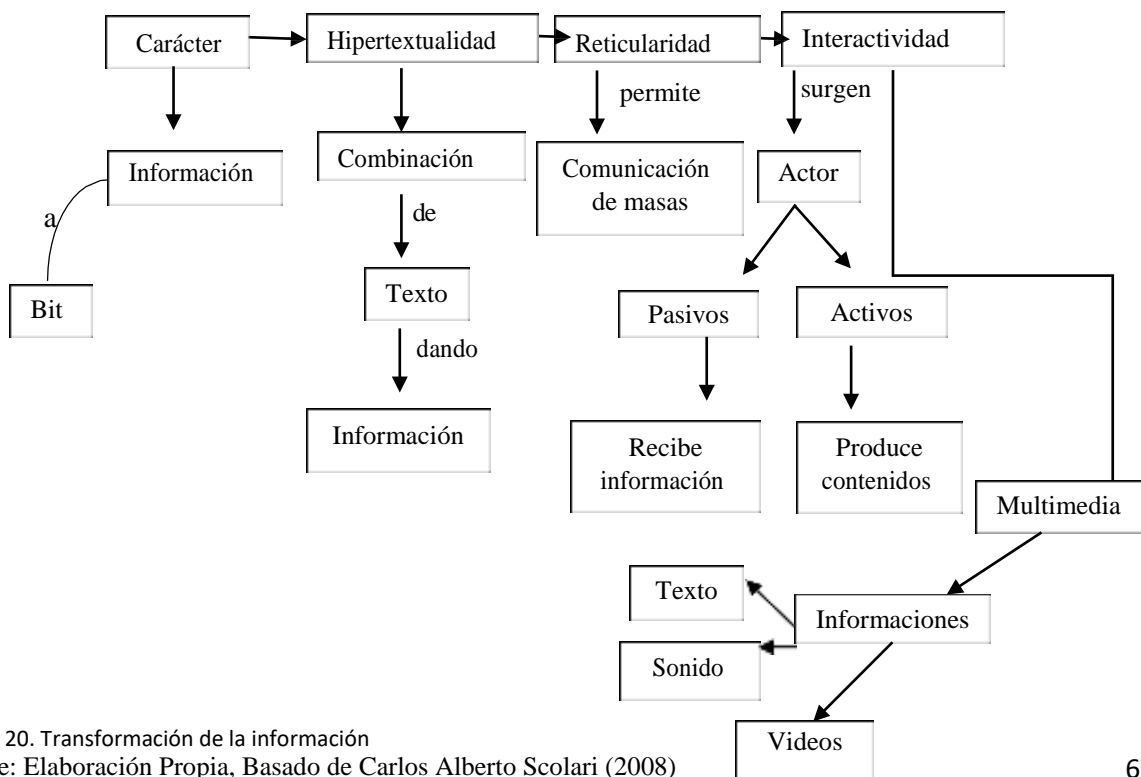 Carácter
Hipertextualidad
Reticularidad
Interactividad
permite
surgen
Información
Combinación
Comunicación
de masas
Actor
a
de
Bit
Texto
Pasivos
Activos
dando
Información
Recibe
información
Produce
contenidos
Multimedia
Texto
Informaciones
Sonido
Videos
20. Transformación de la información
e: Elaboración Propia, Basado de Carlos Alberto Scolari (2008)
6